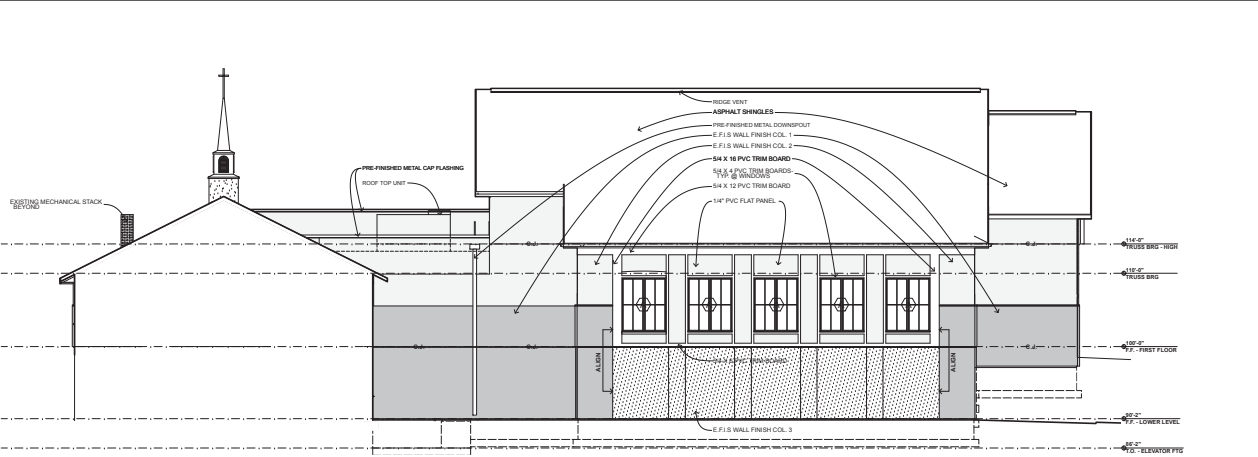 RIDGE VENT
ASPHALT SHINGLES
PRE-FINISHED METAL DOWNSPOUT
E.F.I.S WALL FINISH COL. 1
E.F.I.S WALL FINISH COL. 2
5/4 X 16 PVC TRIM BOARD
5/4 X 4 PVC TRIM BOARDS-
TYP. @ WINDOWS
5/4 X 12 PVC TRIM BOARD
1/4" PVC FLAT PANEL
PRE-FINISHED METAL CAP FLASHING
ROOF TOP UNIT
EXISTING MECHANICAL STACK
BEYOND
114'-0"
TRUSS BRG - HIGH
110'-0"
TRUSS BRG
100'-0"
F.F. - FIRST FLOOR
ALIGN
ALIGN
PVC TRIM BOARD
E.F.I.S WALL FINISH COL. 3
90'-2"
F.F. - LOWER LEVEL
86'-2"
T.O. - ELEVATOR FTG